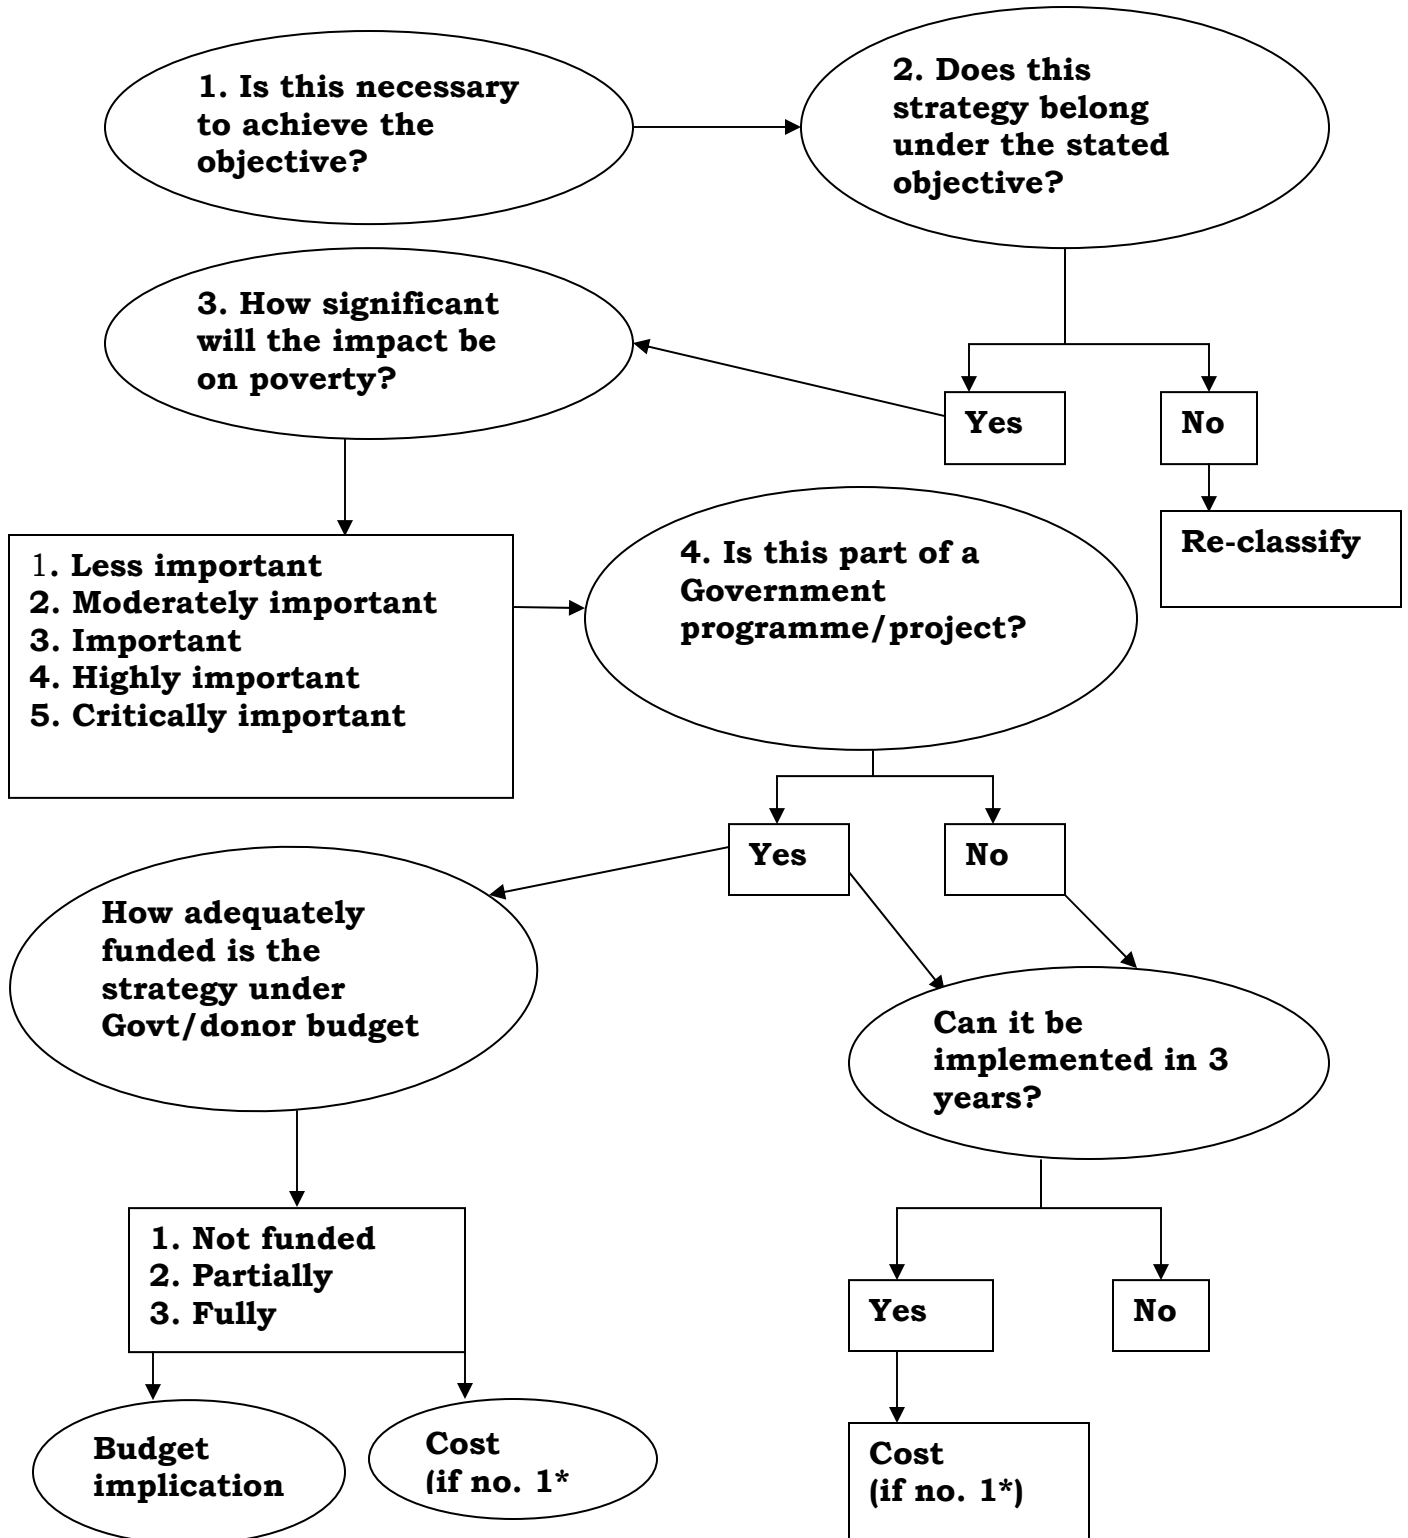 1. Is this necessary
to achieve the
objective?
2. Does this
strategy belong
under the stated
objective?
3. How significant
will the impact be
on poverty?
Yes
No
Re-classify
1. Less important
2. Moderately important
3. Important
4. Highly important
5. Critically important
4. Is this part of a
Government
programme/project?
Yes
No
How adequately
funded is the
strategy under
Govt/donor budget
Can it be
implemented in 3
years?
1. Not funded
2. Partially
3. Fully
Yes
No
Budget
implication
Cost
(if no. 1*
Cost
(if no. 1*)